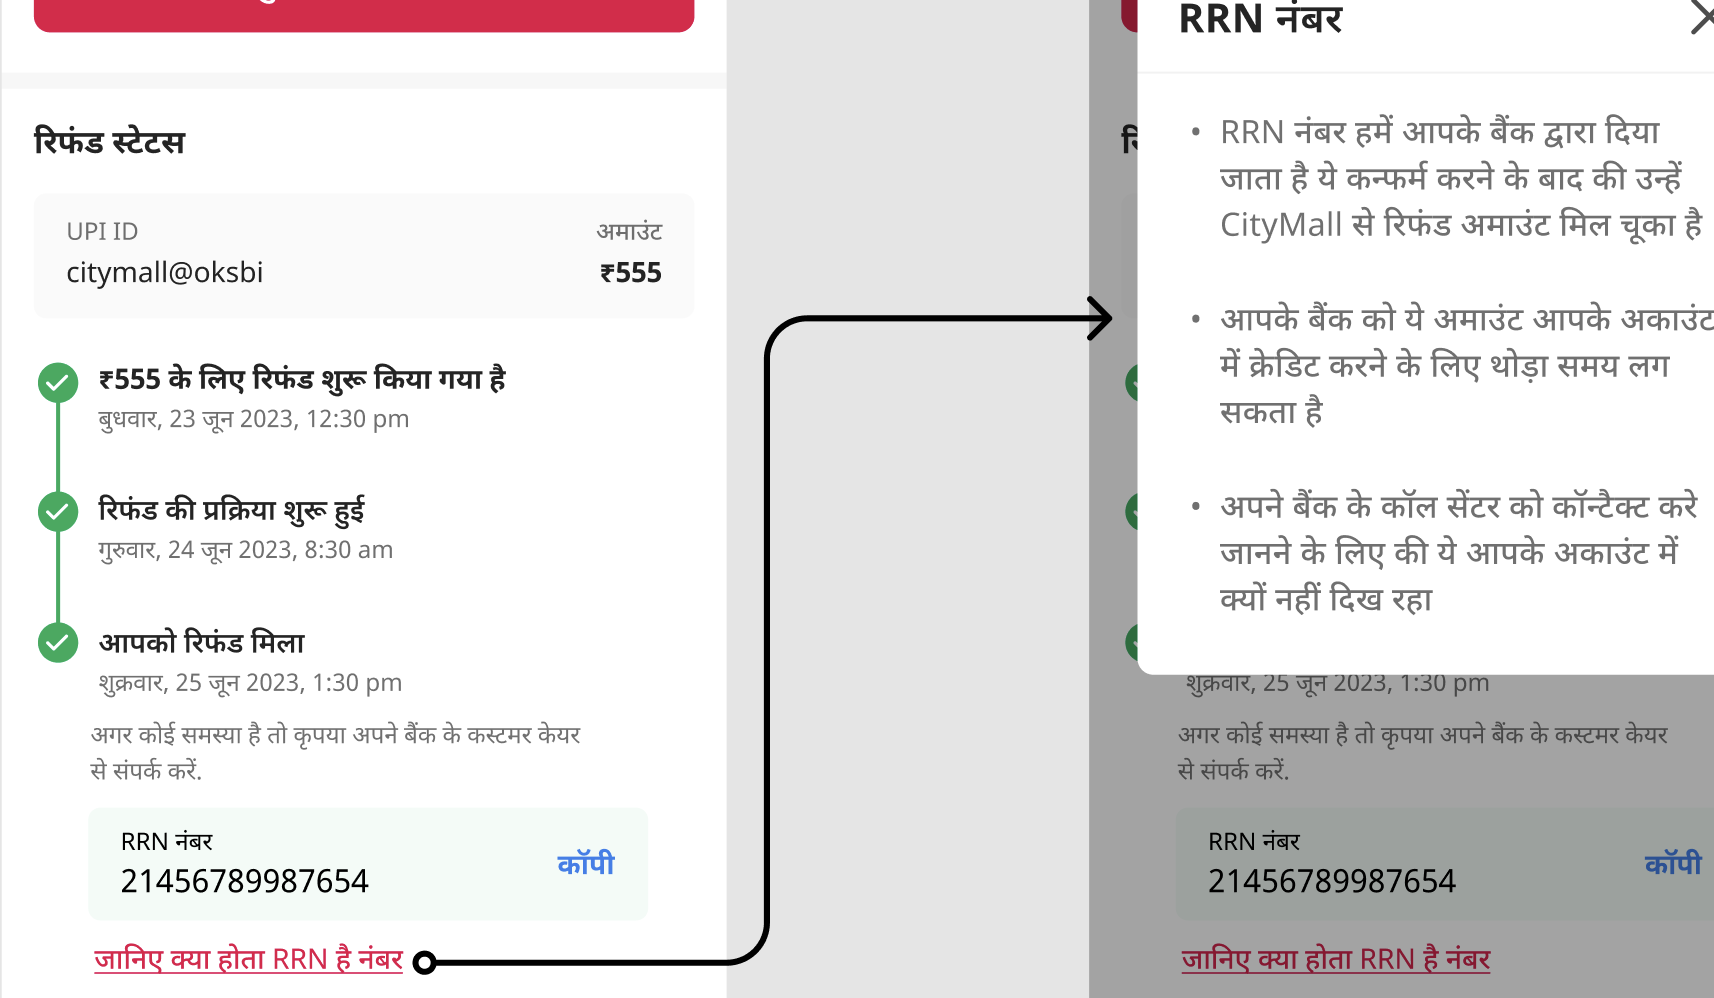 रिफंड स्टेटस
UPI ID
अमाउंट
citymall@oksbi
₹555
₹555 के लिए रिफंड शुरू किया गया है
बुधवार, 23 जून 2023, 12:30 pm
रिफंड की प्रक्रिया शुरू हुई
गुरुवार, 24 जून 2023, 8:30 am
आपको रिफंड मिला
शुक्रवार, 25 जून 2023, 1:30 pm
अगर कोई समस्या है तो कृपया अपने बैंक के कस्टमर केयर
से संपर्क करें.
RRN नंबर
21456789987654
कॉपी
जानिए क्या होता RRN है नंबर
RRN नंबर
• RRN नंबर हमें आपके बैंक द्वारा दिया
जाता है ये कन्फर्म करने के बाद की उन्हें
CityMall से रिफंड अमाउंट मिल चूका है
• आपके बैंक को ये अमाउंट आपके अकाउंट
में क्रेडिट करने के लिए थोड़ा समय लग
सकता है
• अपने बैंक के कॉल सेंटर को कॉन्टैक्ट करे
जानने के लिए की ये आपके अकाउंट में
क्यों नहीं दिख रहा
शुक्रवार, 25 जून 2023, 1:30 pm
अगर कोई समस्या है तो कृपया अपने बैंक के कस्टमर केयर
से संपर्क करें.
RRN नंबर
21456789987654
कॉपी
जानिए क्या होता RRN है नंबर